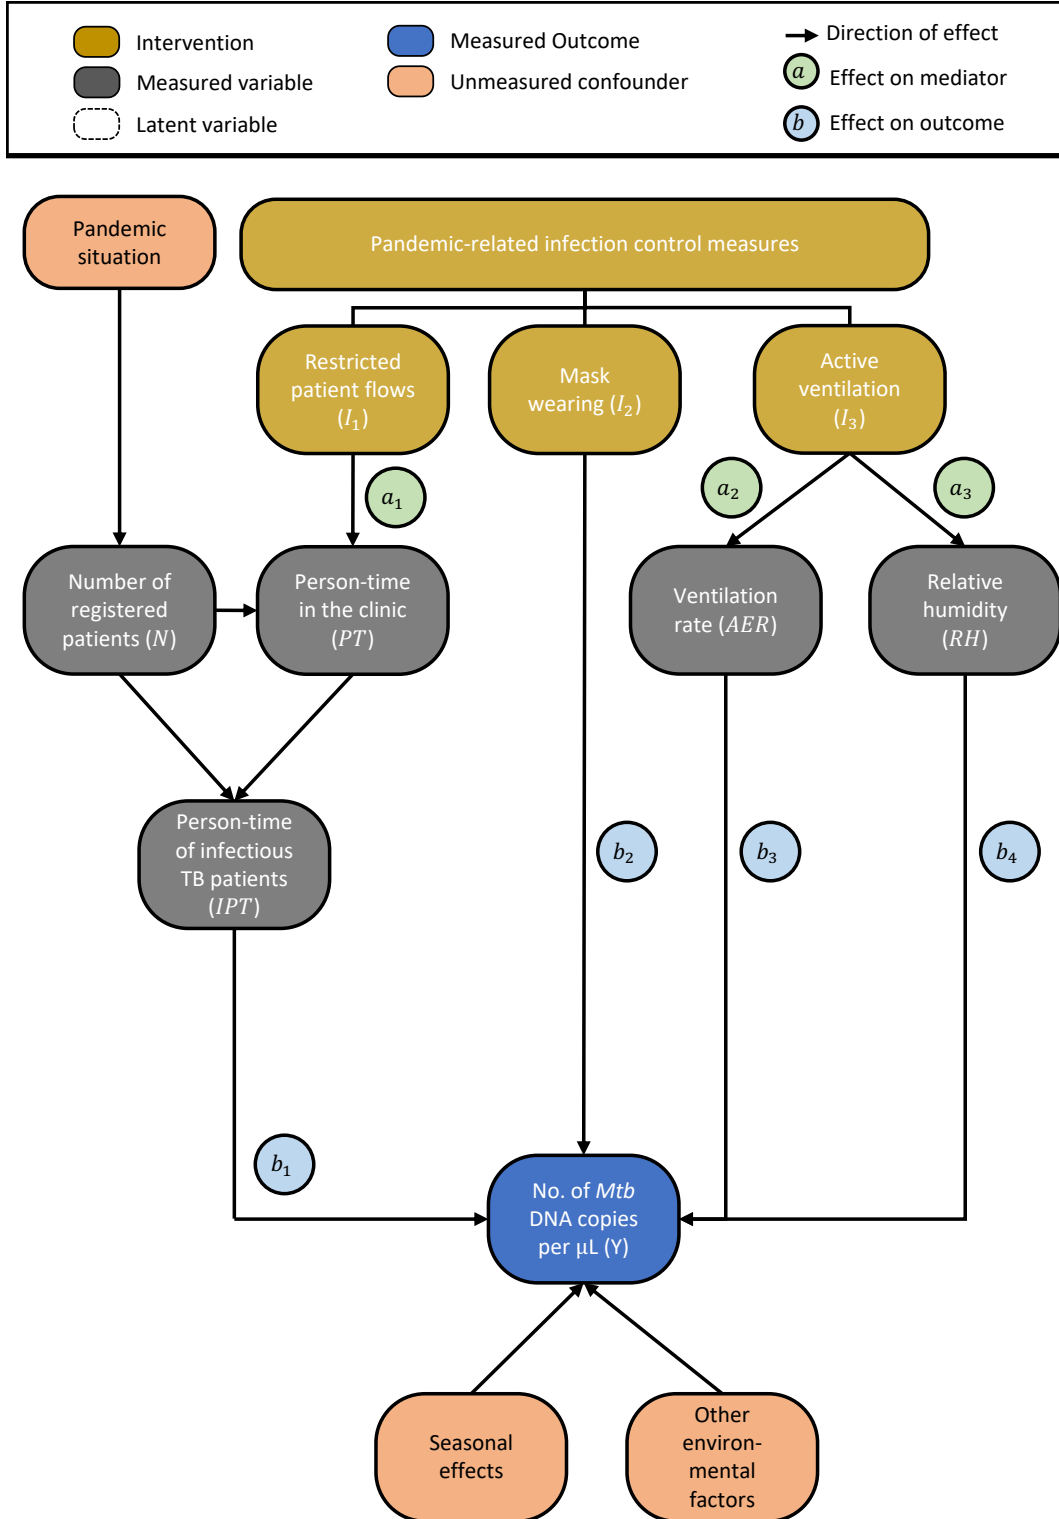 Intervention
Measured variable
Latent variable
Measured Outcome
Unmeasured confounder
Direction of effect
a Effect on mediator
b Effect on outcome
Pandemic
situation
Pandemic-related infection control measures
Restricted
patient flows
(I₁)
Mask
wearing (I₂)
Active
ventilation
(I₃)
a₁
a₂
a₃
Number of
registered
patients (N)
Person-time
in the clinic
(PT)
Ventilation
rate (AER)
Relative
humidity
(RH)
Person-time
of infectious
TB patients
(IPT)
b₂
b₃
b₄
b₁
No. of Mtb
DNA copies
per μL (Y)
Seasonal
effects
Other
environ-
mental
factors